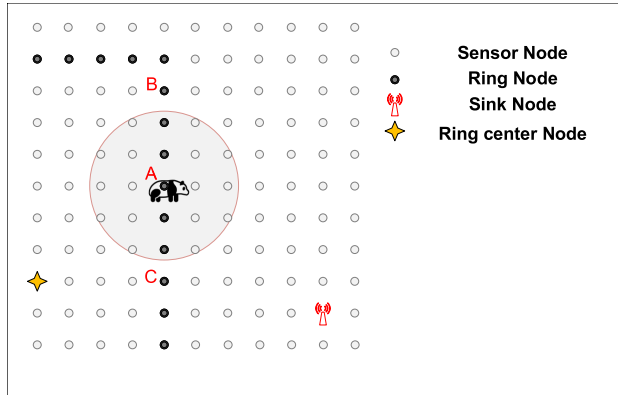 Sensor Node
Ring Node
Sink Node
Ring center Node
B
A
C